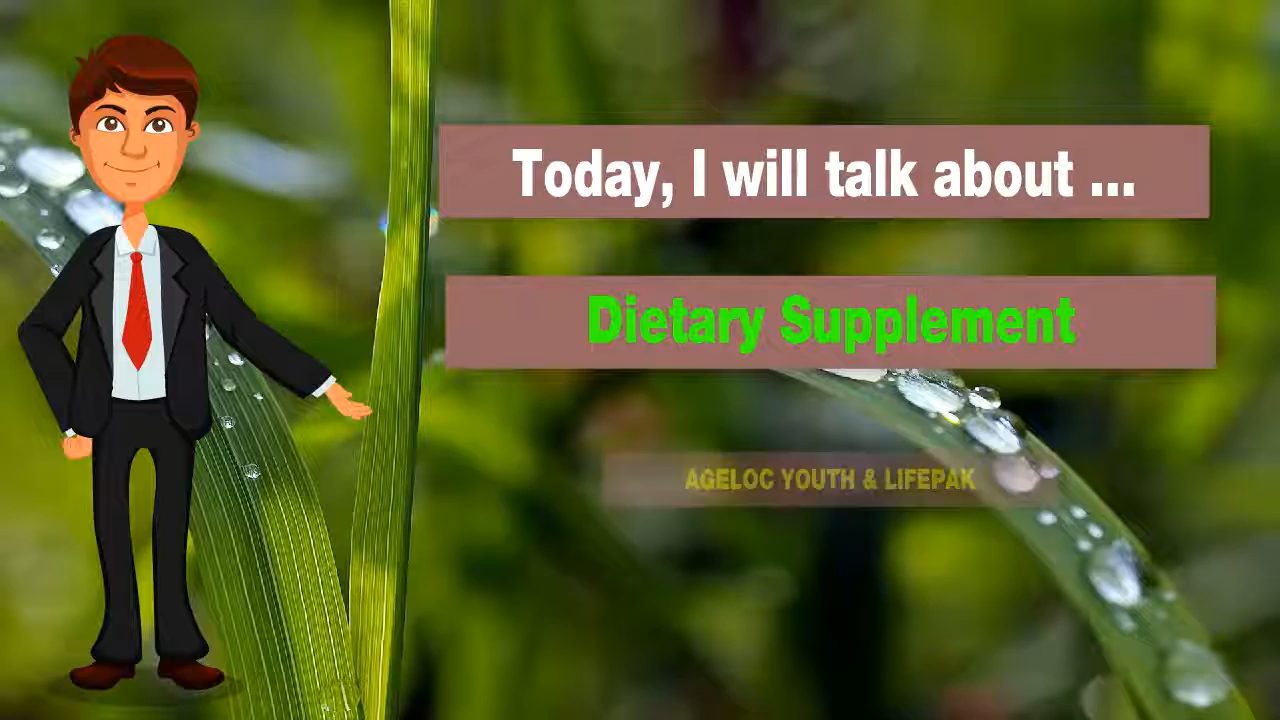 Today, I will talk about ...
Dietary Supplement
AGELOC YOUTH & LIFEPAK